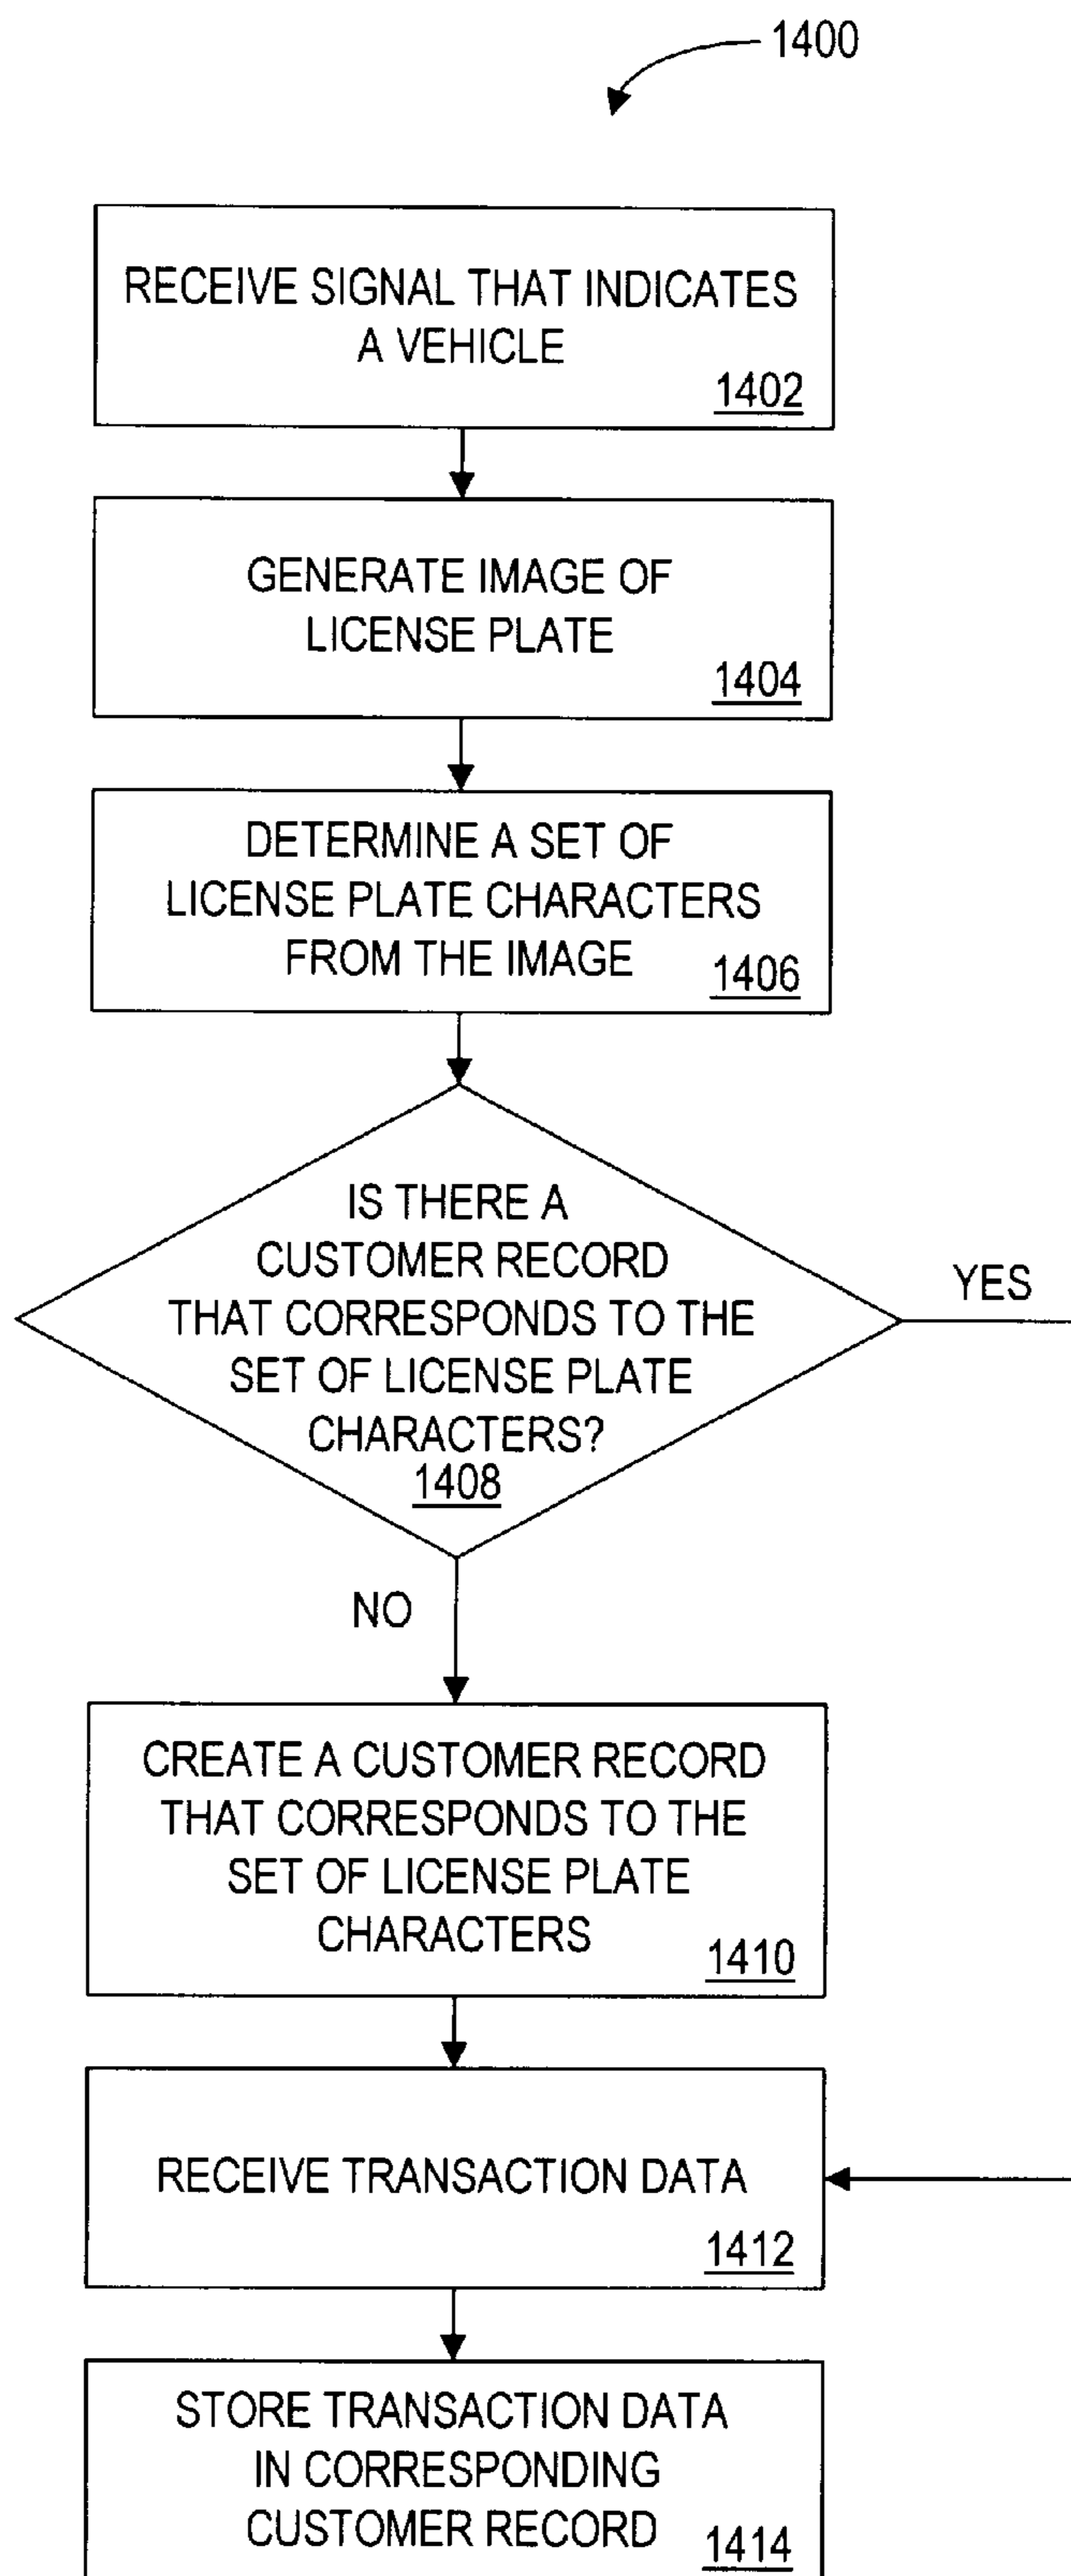 1400
RECEIVE SIGNAL THAT INDICATES
A VEHICLE
1402
GENERATE IMAGE OF
LICENSE PLATE
1404
DETERMINE A SET OF
LICENSE PLATE CHARACTERS
FROM THE IMAGE
1406
IS THERE A
CUSTOMER RECORD
THAT CORRESPONDS TO THE
SET OF LICENSE PLATE
CHARACTERS?
1408
YES
NO
CREATE A CUSTOMER RECORD
THAT CORRESPONDS TO THE
SET OF LICENSE PLATE
CHARACTERS
1410
RECEIVE TRANSACTION DATA
1412
STORE TRANSACTION DATA
IN CORRESPONDING
CUSTOMER RECORD
1414